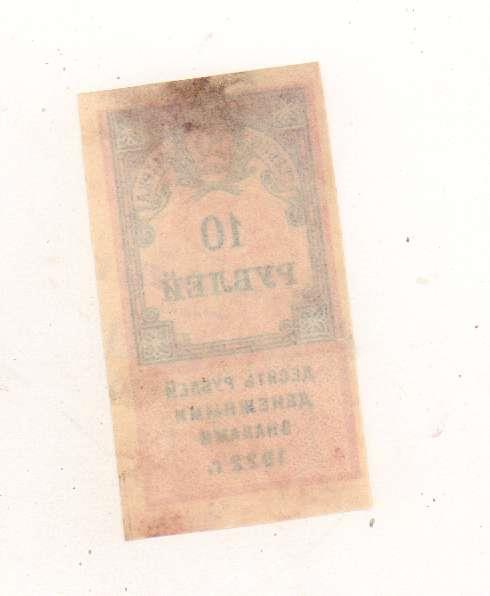 10
РУБЛЕЙ
ДЕСЯТЬ РУБЛЕЙ
ДЕНЕЖНЫМИ
ЗНАКАМИ
1922 г.